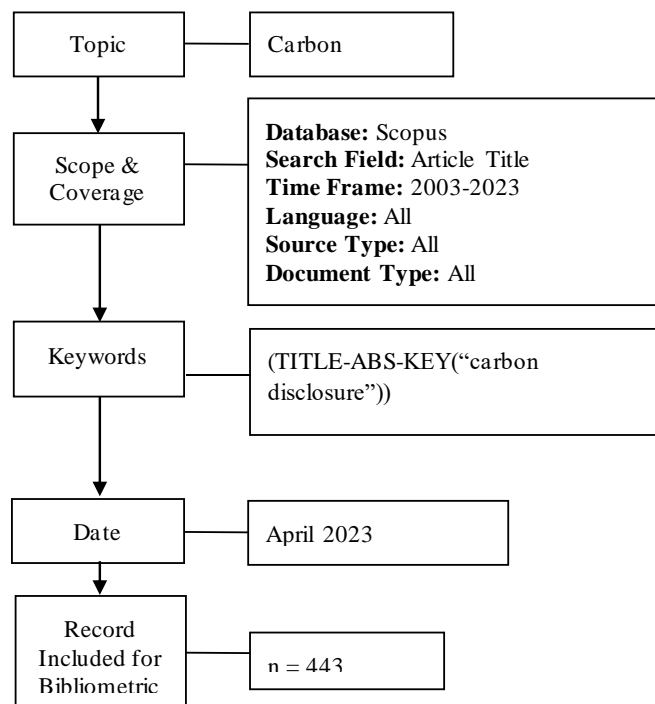 Topic
Carbon
Scope &
Coverage
Database: Scopus
Search Field: Article Title
Time Frame: 2003-2023
Language: All
Source Type: All
Document Type: All
Keywords
(TITLE-ABS-KEY(“carbon
disclosure”))
Date
April 2023
Record
Included for
Bibliometric
n = 443